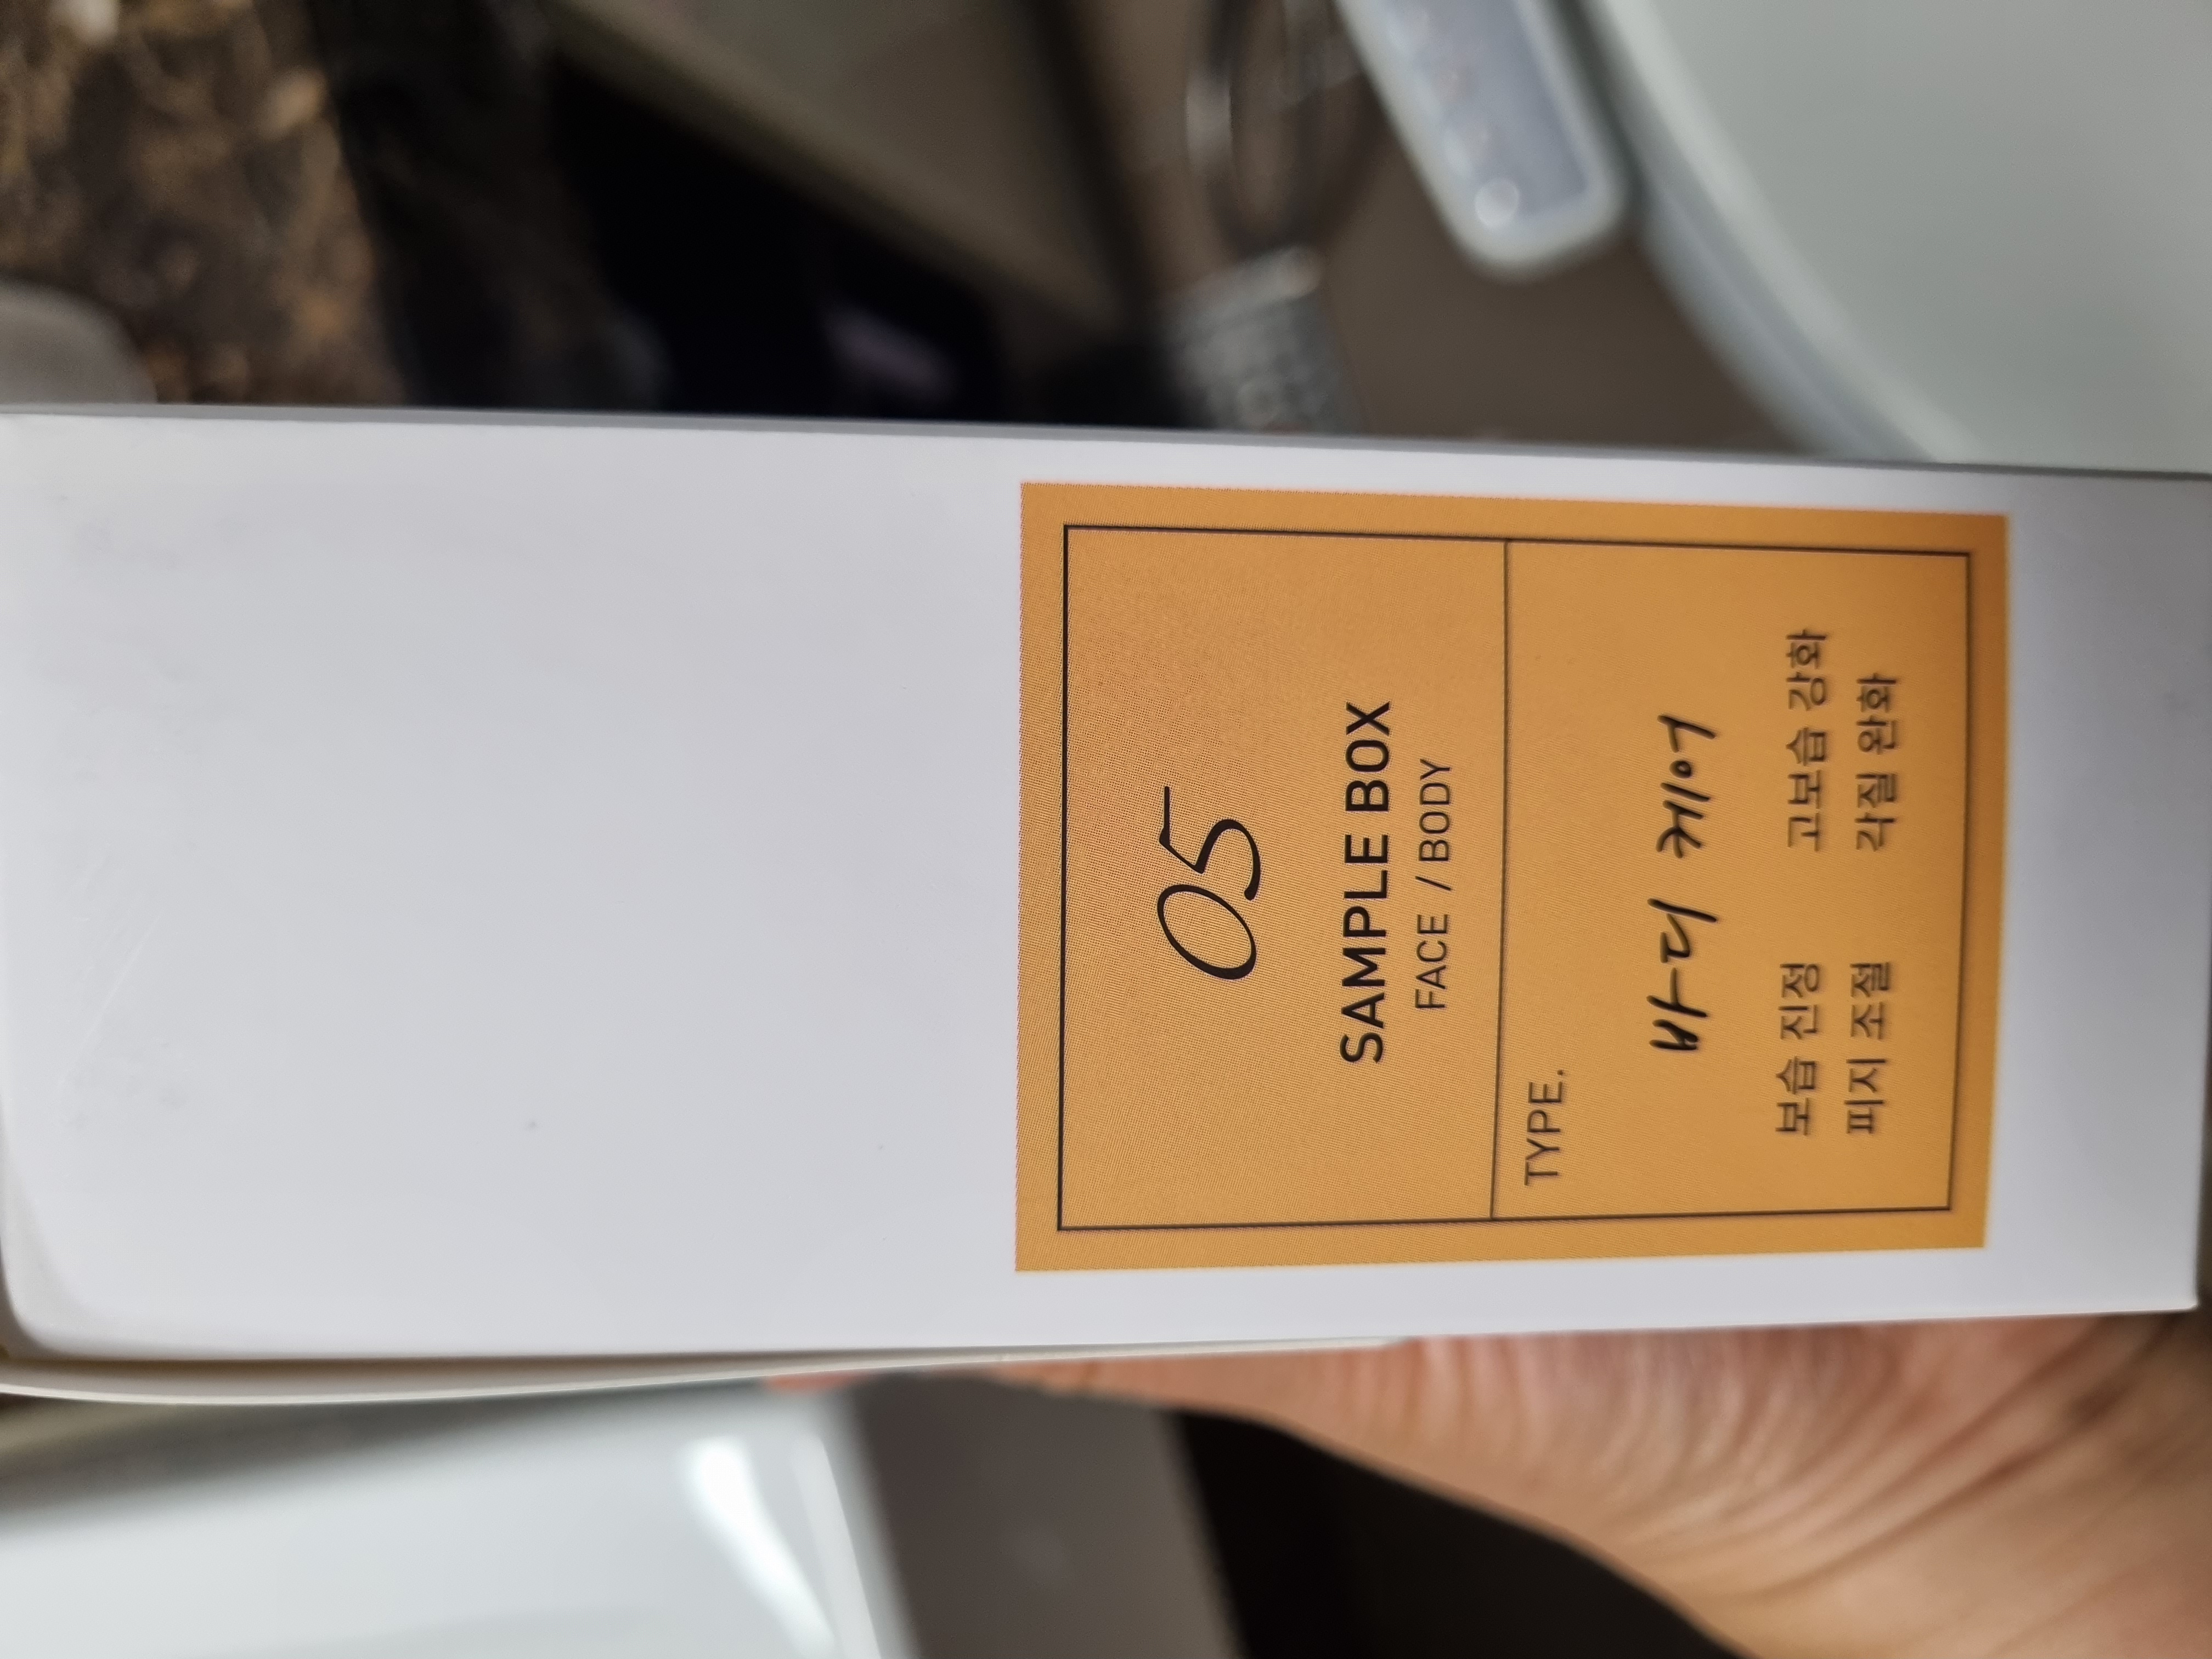 05
SAMPLE BOX
FACE / BODY
TYPE.
바디 케어
보습 진정 고보습 강화
피지 조절 각질 완화